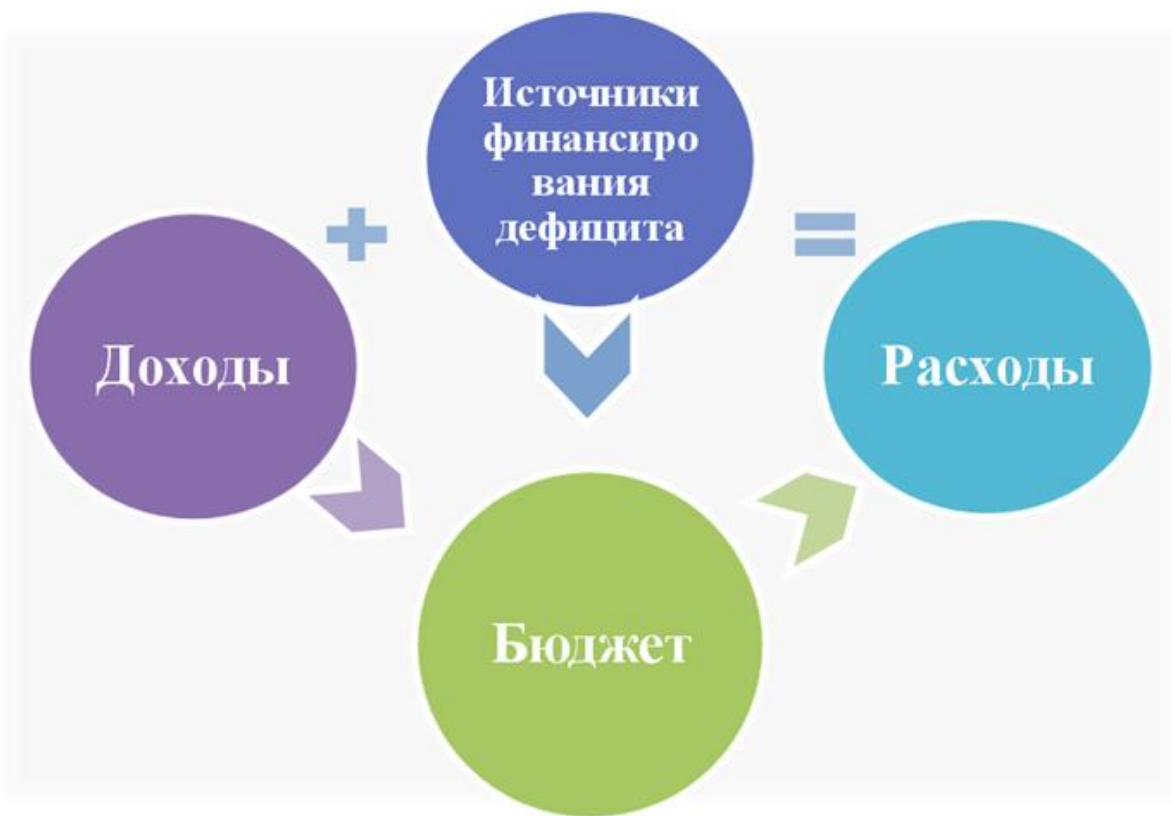 Источники
финансиро
вания
дефицита
+
=
Доходы
Расходы
Бюджет